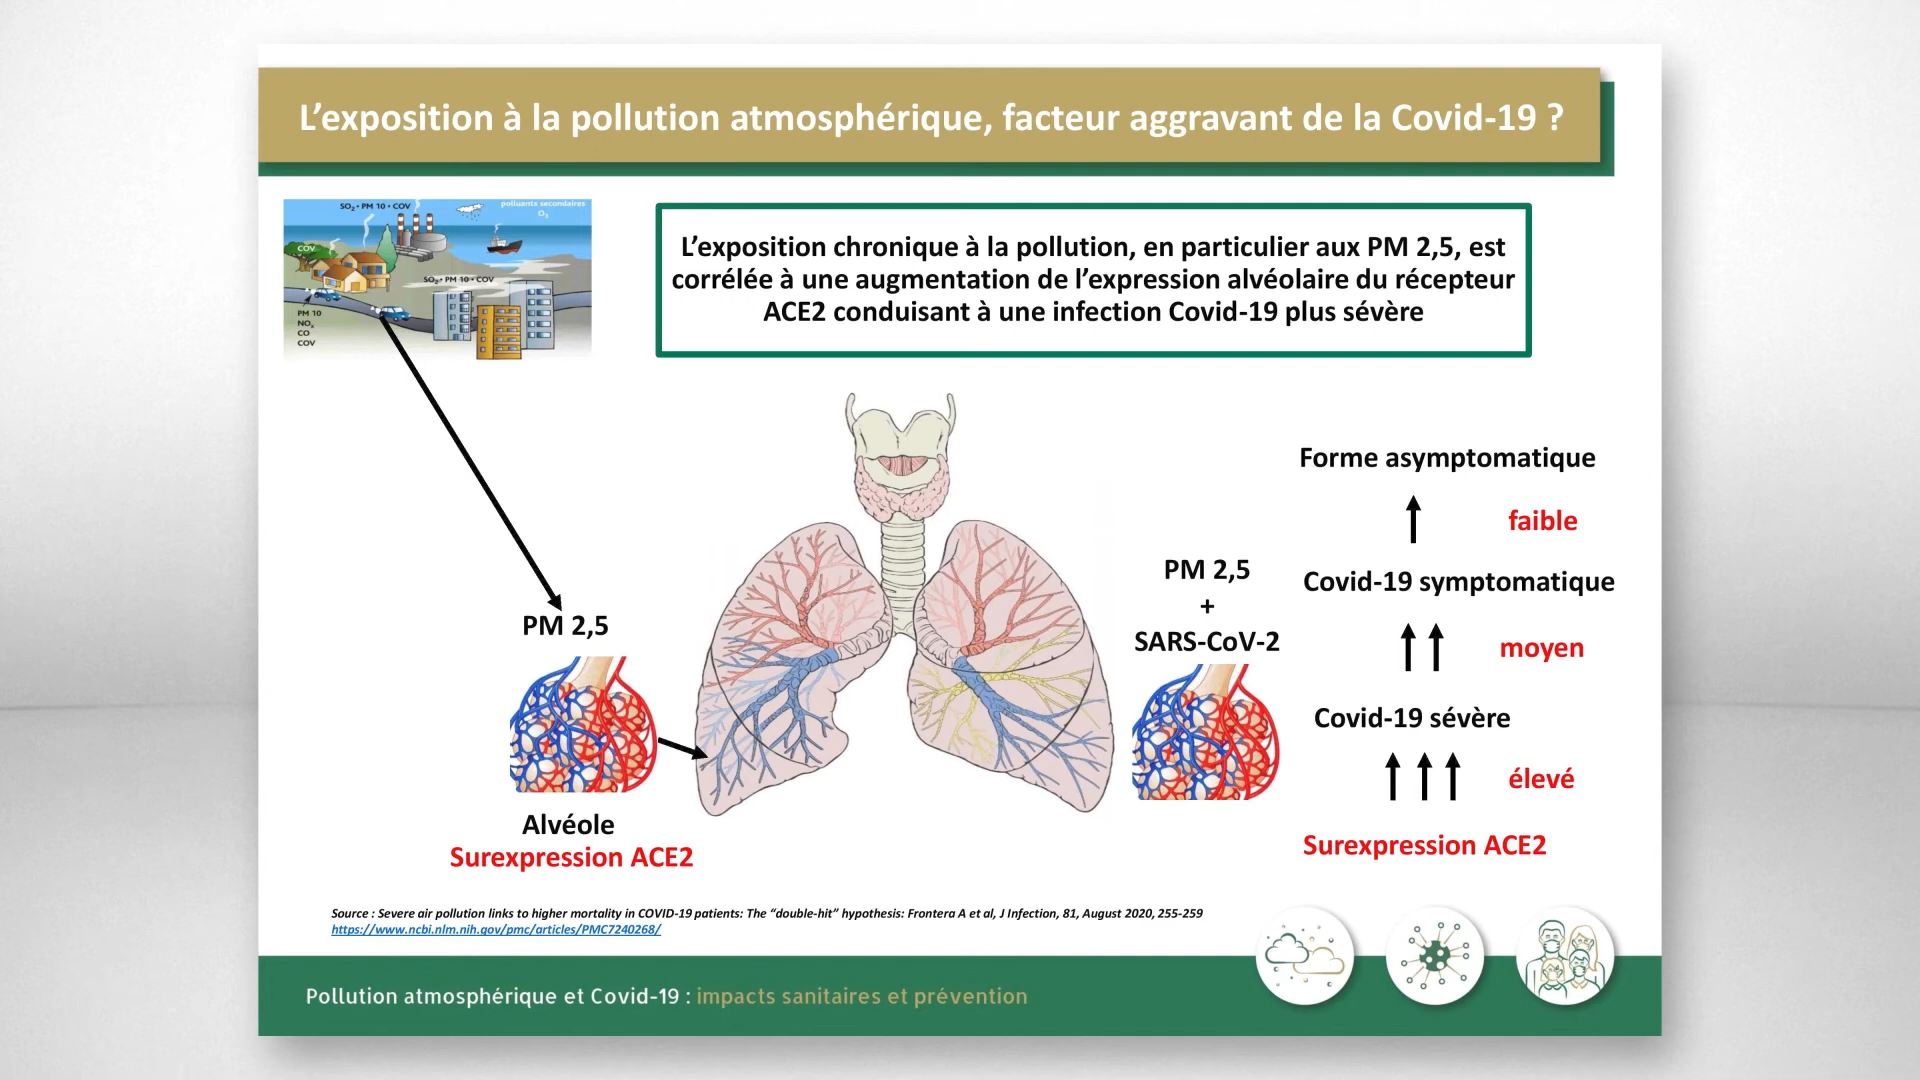 L'exposition à la pollution atmosphérique, facteur aggravant de la Covid-19 ?
SO₂ • PM 10 • COV
polluants secondaires
O₃
COV
SO₂ • PM 10 • COV
PM 10
NOₓ
CO
COV
L'exposition chronique à la pollution, en particulier aux PM 2,5, est
corrélée à une augmentation de l'expression alvéolaire du récepteur
ACE2 conduisant à une infection Covid-19 plus sévère
PM 2,5
Alvéole
Surexpression ACE2
PM 2,5
+
SARS-CoV-2
Forme asymptomatique
faible
Covid-19 symptomatique
moyen
Covid-19 sévère
élevé
Surexpression ACE2
Source : Severe air pollution links to higher mortality in COVID-19 patients: The “double-hit” hypothesis: Frontera A et al, J Infection, 81, August 2020, 255-259
https://www.ncbi.nlm.nih.gov/pmc/articles/PMC7240268/
Pollution atmosphérique et Covid-19 : impacts sanitaires et prévention